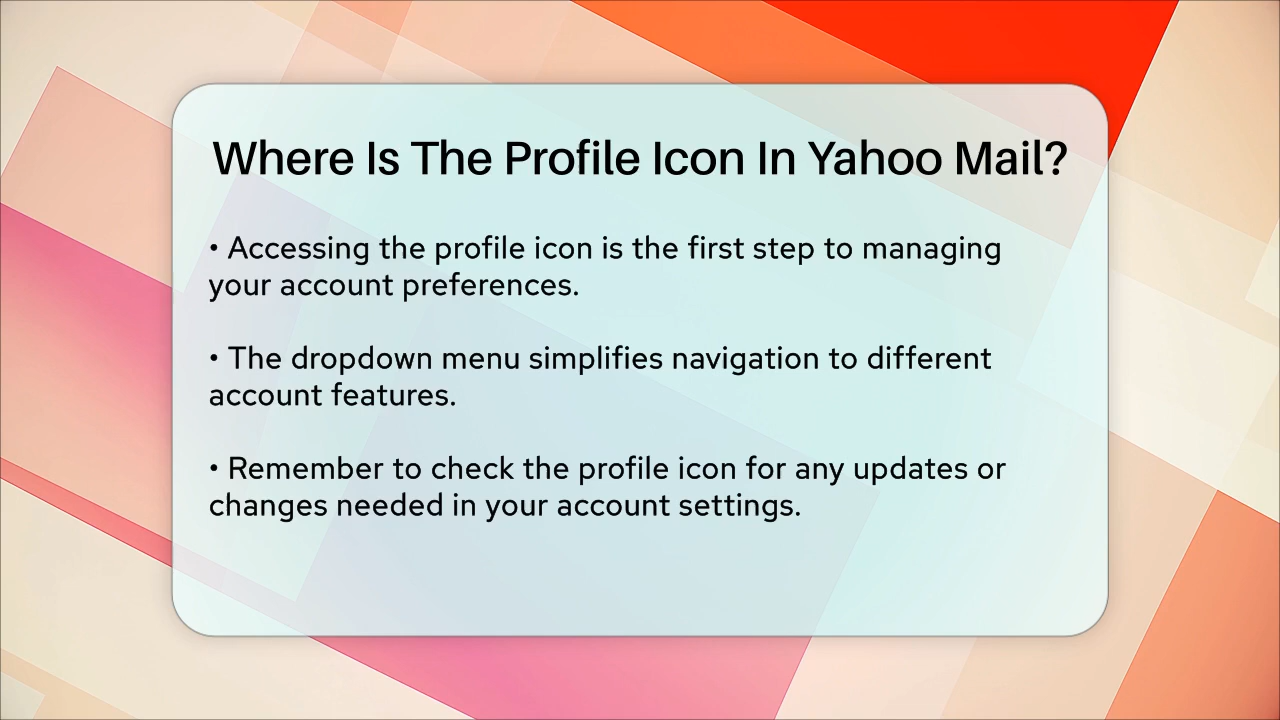 Where Is The Profile Icon In Yahoo Mail?
• Accessing the profile icon is the first step to managing
your account preferences.
• The dropdown menu simplifies navigation to different
account features.
• Remember to check the profile icon for any updates or
changes needed in your account settings.